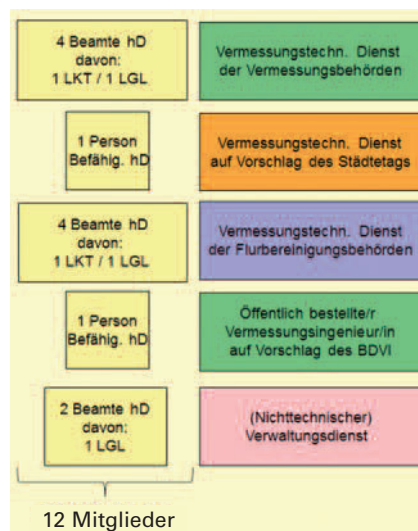 4 Beamte hD
davon:
1 LKT / 1 LGL
Vermessungstechn. Dienst
der Vermessungsbehörden
1 Person
Befähig. hD
Vermessungstechn. Dienst
auf Vorschlag des Städtetags
4 Beamte hD
davon:
1 LKT / 1 LGL
Vermessungstechn. Dienst
der Flurbereinigungsbehörden
1 Person
Befähig. hD
Öffentlich bestellte/r
Vermessungsingenieur/in
auf Vorschlag des BDVI
2 Beamte hD
davon:
1 LGL
(Nichttechnischer)
Verwaltungsdienst
12 Mitglieder